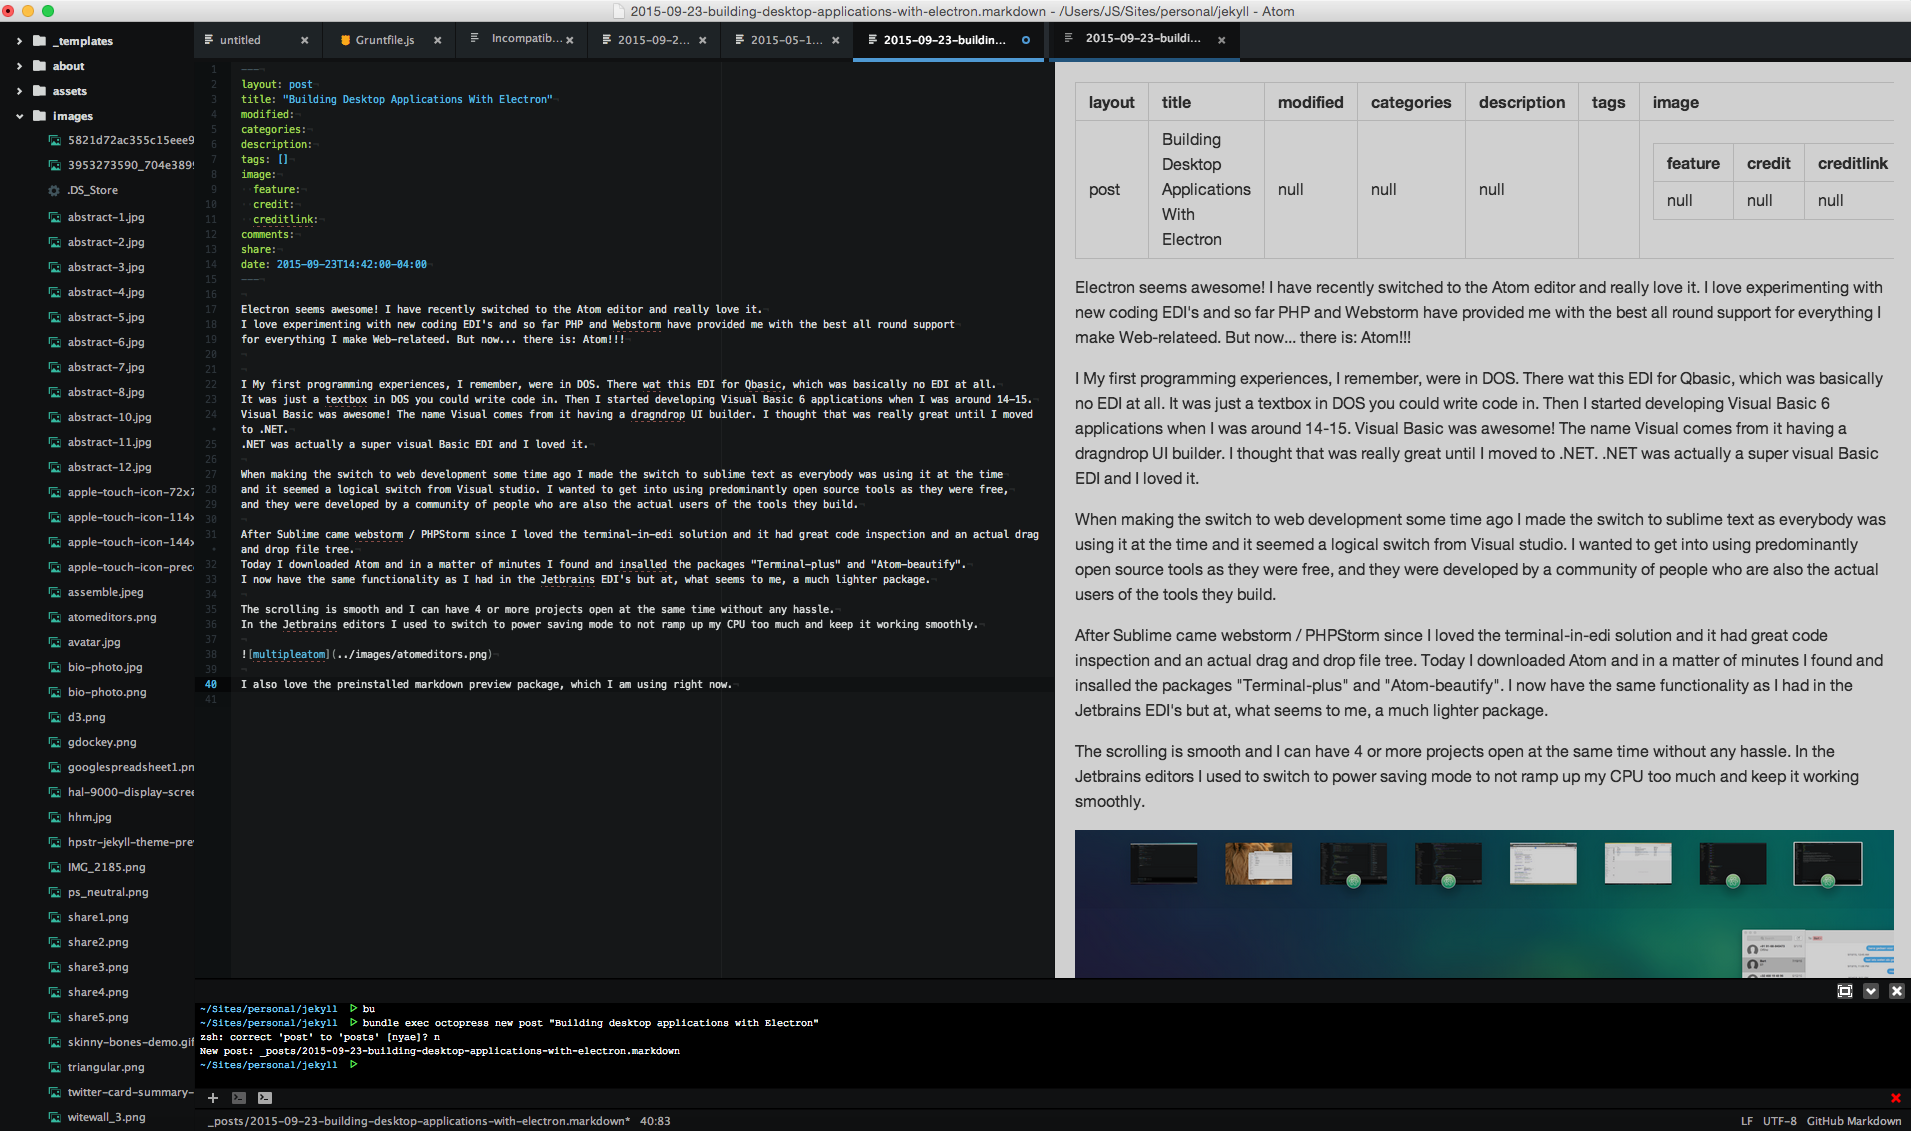 2015-09-23-building-desktop-applications-with-electron.markdown - /Users/JS/Sites/personal/jekyll - Atom
_templates
about
assets
images
5821d72ac355c15eee9
3953273590_704e3899
.DS_Store
abstract-1.jpg
abstract-2.jpg
abstract-3.jpg
abstract-4.jpg
abstract-5.jpg
abstract-6.jpg
abstract-7.jpg
abstract-8.jpg
abstract-10.jpg
abstract-11.jpg
abstract-12.jpg
apple-touch-icon-72x7
apple-touch-icon-114x
apple-touch-icon-144x
apple-touch-icon-prec
assemble.jpeg
atomeditors.png
avatar.jpg
bio-photo.jpg
bio-photo.png
d3.png
gdockey.png
googlespreadsheet1.pn
hal-9000-display-scree
hhm.jpg
hpstr-jekyll-theme-pre
IMG_2185.png
ps_neutral.png
share1.png
share2.png
share3.png
share4.png
share5.png
skinny-bones-demo.gif
triangular.png
twitter-card-summary-
witewall_3.png
untitled
Gruntfile.js
Incompatib...
2015-09-2...
2015-05-1...
2015-09-23-buildin...
2015-09-23-buildi...
1 ---
2 layout: post
3 title: "Building Desktop Applications With Electron"
4 modified:
5 categories:
6 description:
7 tags: []
8 image:
9 feature:
10 credit:
11 creditlink:
12 comments:
13 share:
14 date: 2015-09-23T14:42:00-04:00
15 ---
16
17 Electron seems awesome! I have recently switched to the Atom editor and really love it.
18 I love experimenting with new coding EDI's and so far PHP and Webstorm have provided me with the best all round support
19 for everything I make Web-relateed. But now... there is: Atom!!!
20
21
22 I My first programming experiences, I remember, were in DOS. There wat this EDI for Qbasic, which was basically no EDI at all.
23 It was just a textbox in DOS you could write code in. Then I started developing Visual Basic 6 applications when I was around 14-15.
24 Visual Basic was awesome! The name Visual comes from it having a dragndrop UI builder. I thought that was really great until I moved
• to .NET.
25 .NET was actually a super visual Basic EDI and I loved it.
26
27 When making the switch to web development some time ago I made the switch to sublime text as everybody was using it at the time
28 and it seemed a logical switch from Visual studio. I wanted to get into using predominantly open source tools as they were free,
29 and they were developed by a community of people who are also the actual users of the tools they build.
30
31 After Sublime came webstorm / PHPStorm since I loved the terminal-in-edi solution and it had great code inspection and an actual drag
• and drop file tree.
32 Today I downloaded Atom and in a matter of minutes I found and insalled the packages "Terminal-plus" and "Atom-beautify".
33 I now have the same functionality as I had in the Jetbrains EDI's but at, what seems to me, a much lighter package.
34
35 The scrolling is smooth and I can have 4 or more projects open at the same time without any hassle.
36 In the Jetbrains editors I used to switch to power saving mode to not ramp up my CPU too much and keep it working smoothly.
37
38 ![multipleatom](../images/atomeditors.png)
39
40 I also love the preinstalled markdown preview package, which I am using right now.
41
layout title modified categories description tags image
post
Building
Desktop
Applications
With
Electron
null null null
feature credit creditlink
null null null
Electron seems awesome! I have recently switched to the Atom editor and really love it. I love experimenting with
new coding EDI's and so far PHP and Webstorm have provided me with the best all round support for everything I
make Web-relateed. But now... there is: Atom!!!
I My first programming experiences, I remember, were in DOS. There wat this EDI for Qbasic, which was basically
no EDI at all. It was just a textbox in DOS you could write code in. Then I started developing Visual Basic 6
applications when I was around 14-15. Visual Basic was awesome! The name Visual comes from it having a
dragndrop UI builder. I thought that was really great until I moved to .NET. .NET was actually a super visual Basic
EDI and I loved it.
When making the switch to web development some time ago I made the switch to sublime text as everybody was
using it at the time and it seemed a logical switch from Visual studio. I wanted to get into using predominantly
open source tools as they were free, and they were developed by a community of people who are also the actual
users of the tools they build.
After Sublime came webstorm / PHPStorm since I loved the terminal-in-edi solution and it had great code
inspection and an actual drag and drop file tree. Today I downloaded Atom and in a matter of minutes I found and
insalled the packages "Terminal-plus" and "Atom-beautify". I now have the same functionality as I had in the
Jetbrains EDI's but at, what seems to me, a much lighter package.
The scrolling is smooth and I can have 4 or more projects open at the same time without any hassle. In the
Jetbrains editors I used to switch to power saving mode to not ramp up my CPU too much and keep it working
smoothly.
~/Sites/personal/jekyll ▷ bu
~/Sites/personal/jekyll ▷ bundle exec octopress new post "Building desktop applications with Electron"
zsh: correct 'post' to 'posts' [nyae]? n
New post: _posts/2015-09-23-building-desktop-applications-with-electron.markdown
~/Sites/personal/jekyll ▷
_posts/2015-09-23-building-desktop-applications-with-electron.markdown* 40:83
LF UTF-8 GitHub Markdown